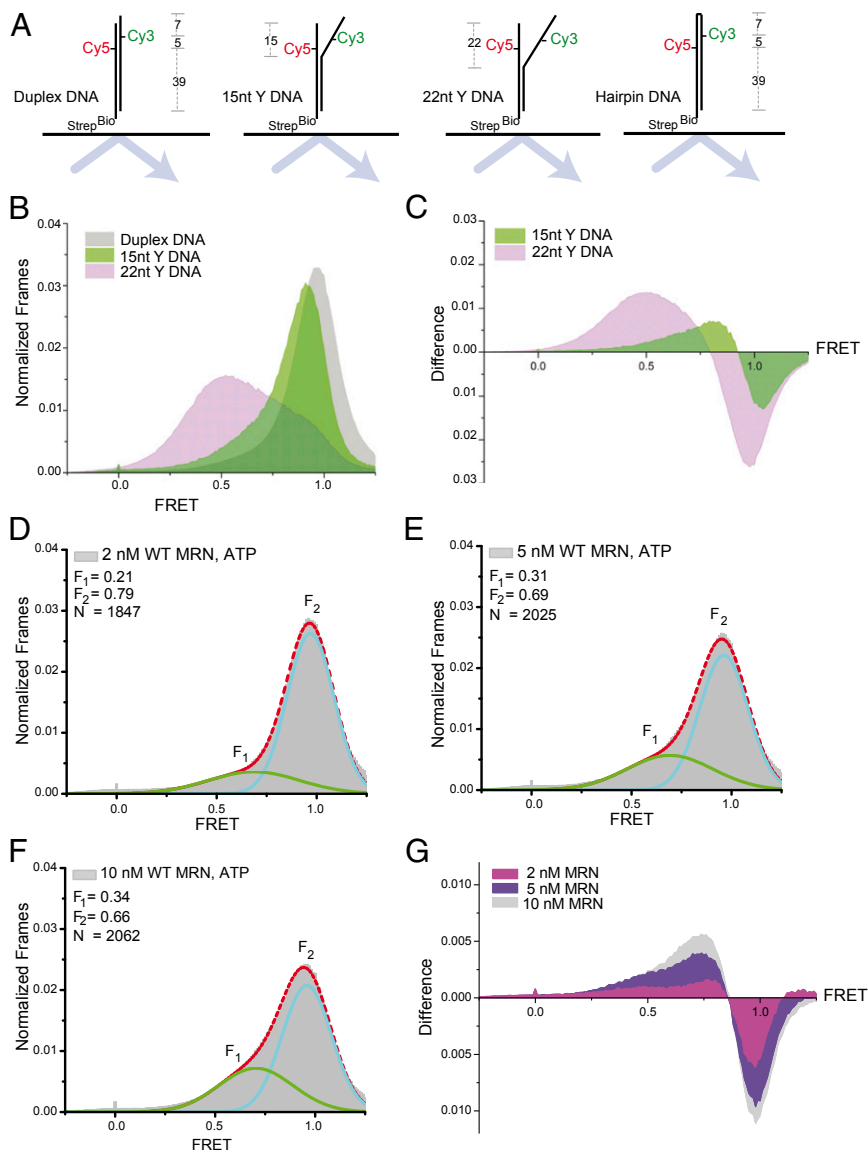 A
Cy5
Cy3
7
5
39
Duplex DNA
Strep Bio
15
Cy5
Cy3
15nt Y DNA
Strep Bio
22
Cy5
Cy3
22nt Y DNA
Strep Bio
Cy5
Cy3
7
5
39
Hairpin DNA
Strep Bio
B
Normalized Frames
0.04
0.03
0.02
0.01
0.00
Duplex DNA
15nt Y DNA
22nt Y DNA
0.0
0.5
1.0
FRET
C
Difference
0.03
0.02
0.01
0.00
0.01
0.02
0.03
15nt Y DNA
22nt Y DNA
FRET
0.0
0.5
1.0
D
Normalized Frames
0.04
0.03
0.02
0.01
0.00
2 nM WT MRN, ATP
F1= 0.21
F2= 0.79
N = 1847
F1
F2
0.0
0.5
1.0
FRET
E
Normalized Frames
0.04
0.03
0.02
0.01
0.00
5 nM WT MRN, ATP
F1= 0.31
F2= 0.69
N = 2025
F1
F2
0.0
0.5
1.0
FRET
F
Normalized Frames
0.04
0.03
0.02
0.01
0.00
10 nM WT MRN, ATP
F1= 0.34
F2= 0.66
N = 2062
F1
F2
0.0
0.5
1.0
FRET
G
Difference
0.010
0.005
0.000
0.005
0.010
2 nM MRN
5 nM MRN
10 nM MRN
FRET
0.0
0.5
1.0